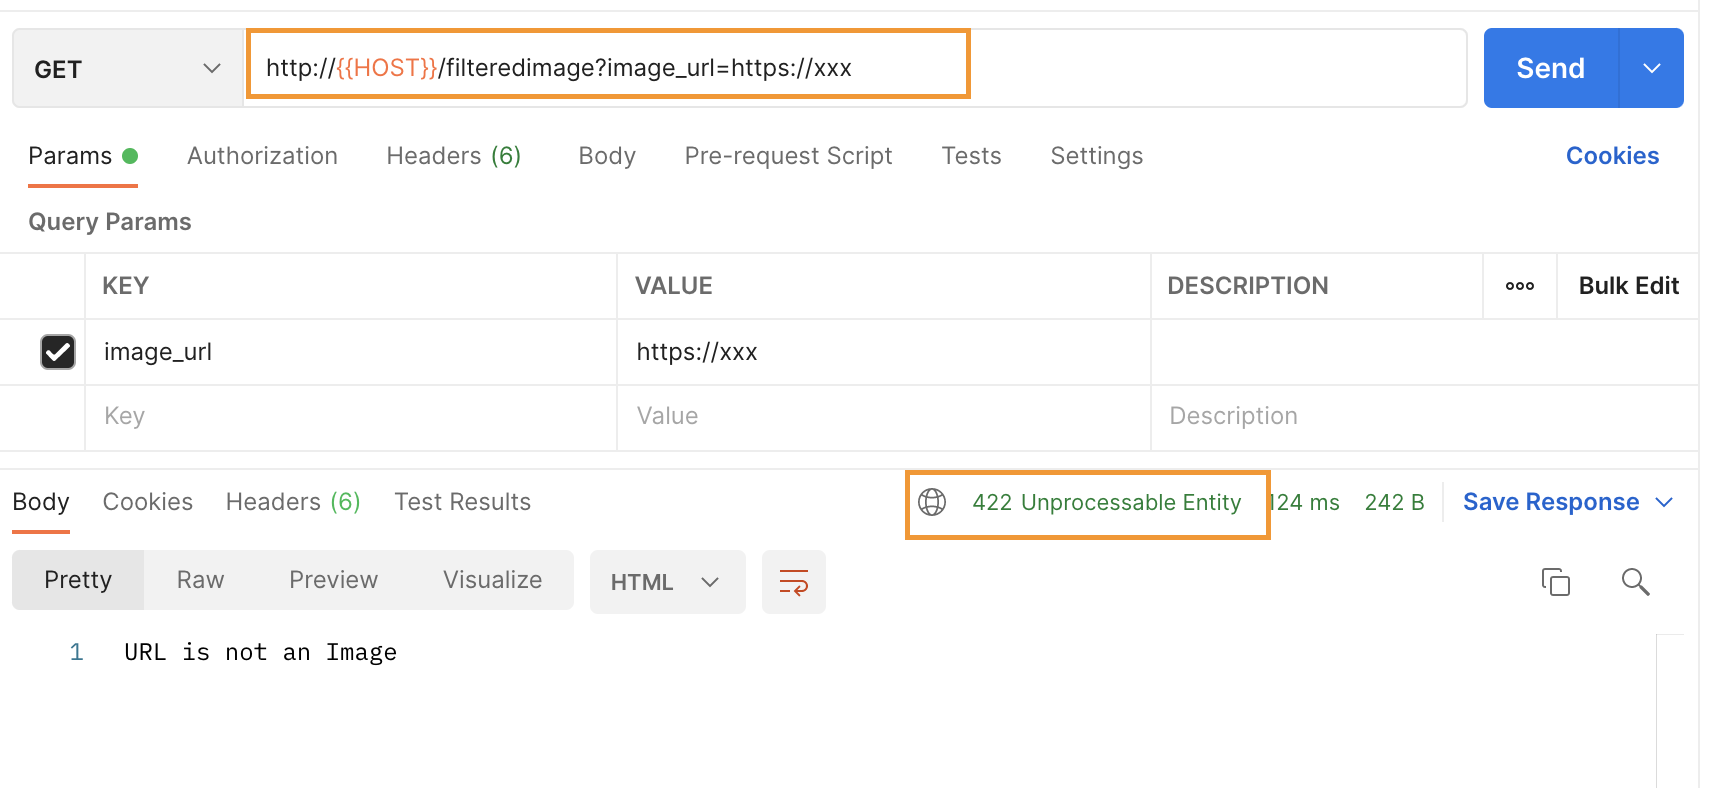 GET http://{{HOST}}/filteredimage?image_url=https://xxx Send
Params Authorization Headers (6) Body Pre-request Script Tests Settings Cookies
Query Params
KEY VALUE DESCRIPTION ooo Bulk Edit
image_url https://xxx
Key Value Description
Body Cookies Headers (6) Test Results 422 Unprocessable Entity 124 ms 242 B Save Response
Pretty Raw Preview Visualize HTML
1 URL is not an Image